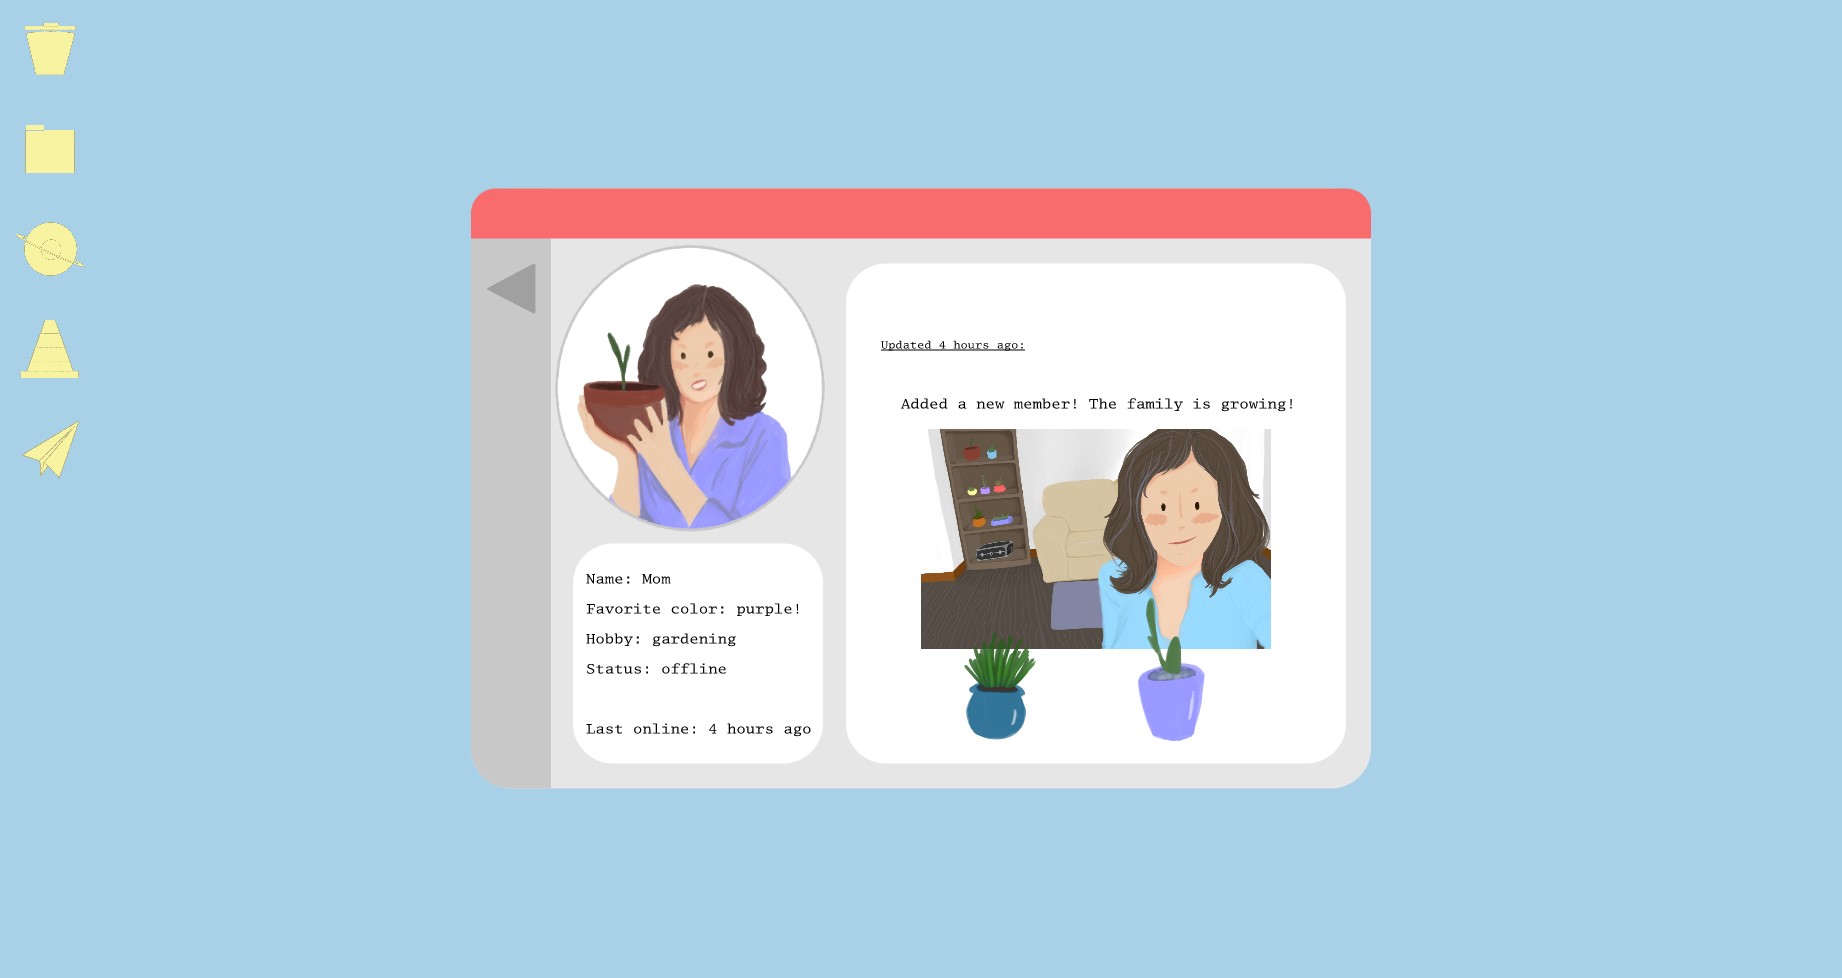 Updated 4 hours ago:
Added a new member! The family is growing!
Name: Mom
Favorite color: purple!
Hobby: gardening
Status: offline
Last online: 4 hours ago